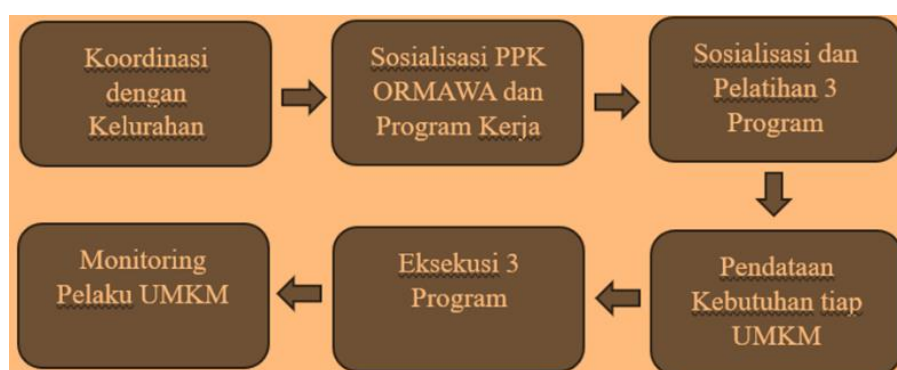 Koordinasi
dengan
Kelurahan
Sosialisasi PPK
ORMAWA dan
Program Kerja
Sosialisasi dan
Pelatihan 3
Program
Pendataan
Kebutuhan tiap
UMKM
Eksekusi 3
Program
Monitoring
Pelaku UMKM